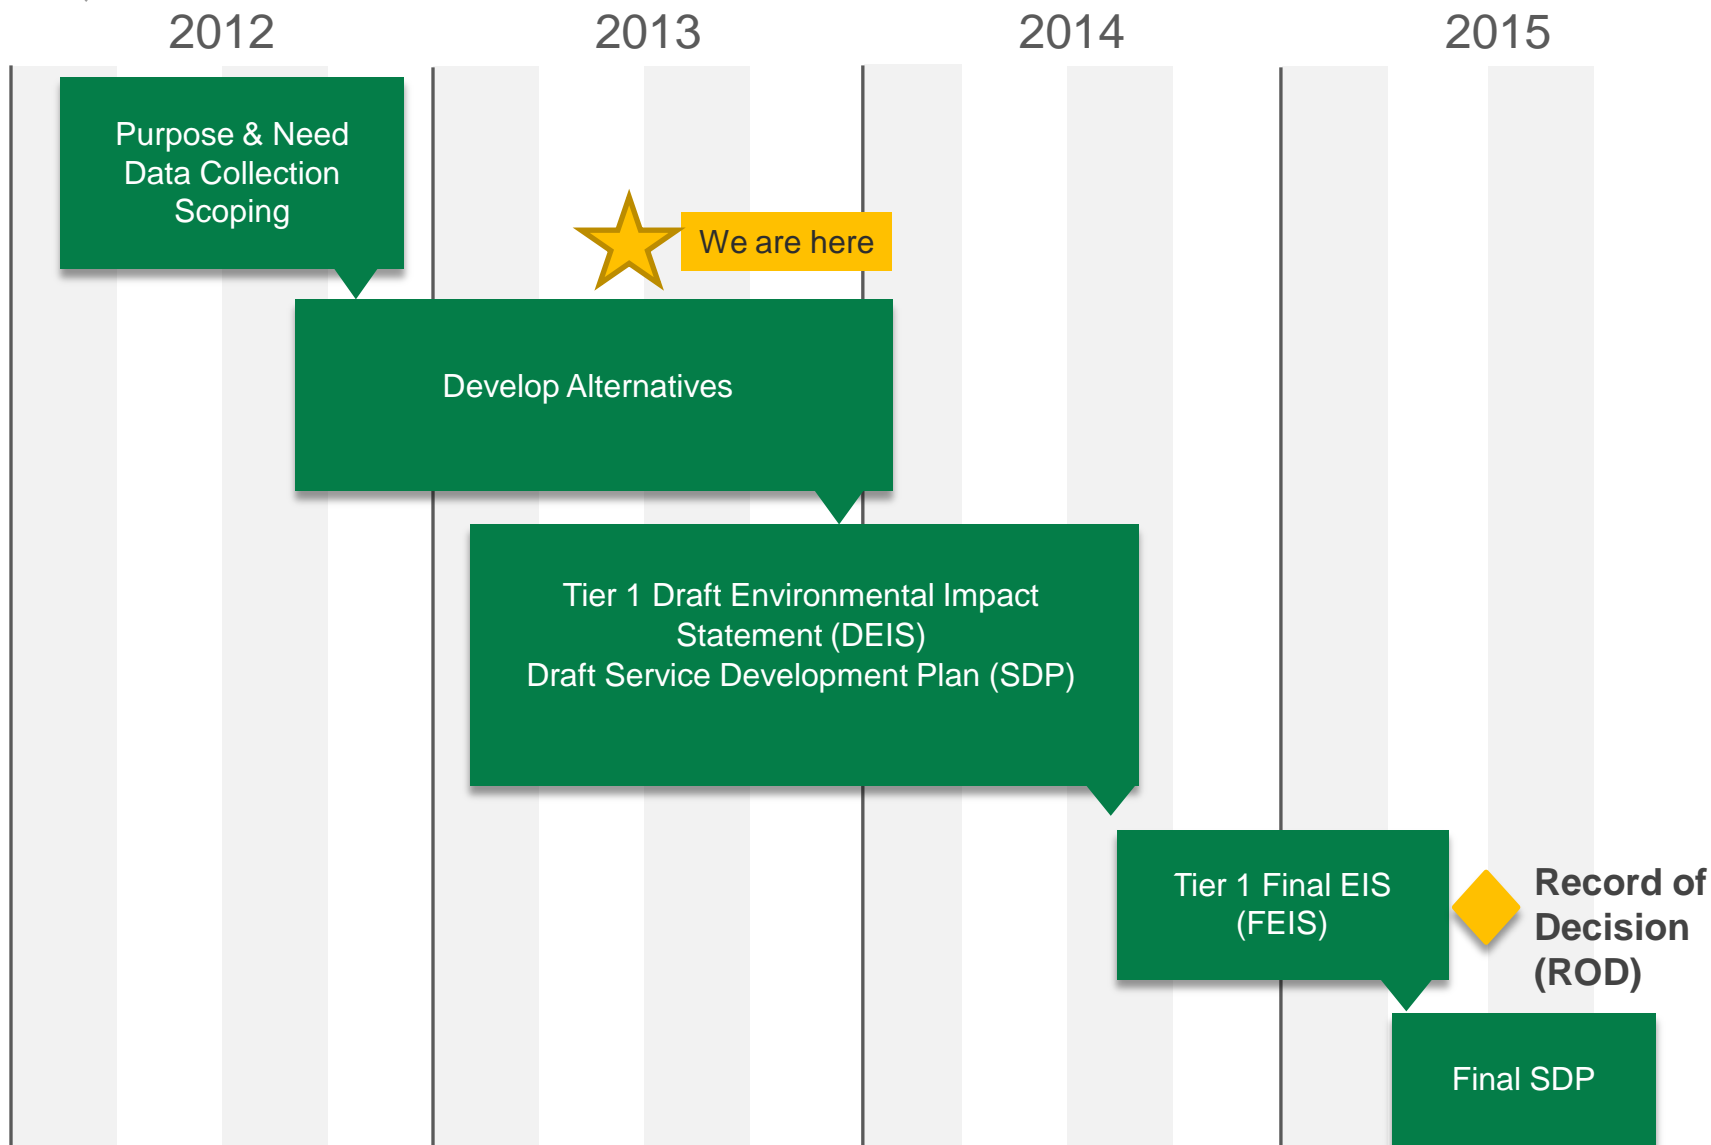 2012
2013
2014
2015
Purpose & Need
Data Collection
Scoping
We are here
Develop Alternatives
Tier 1 Draft Environmental Impact
Statement (DEIS)
Draft Service Development Plan (SDP)
Tier 1 Final EIS
(FEIS)
Record of
Decision
(ROD)
Final SDP